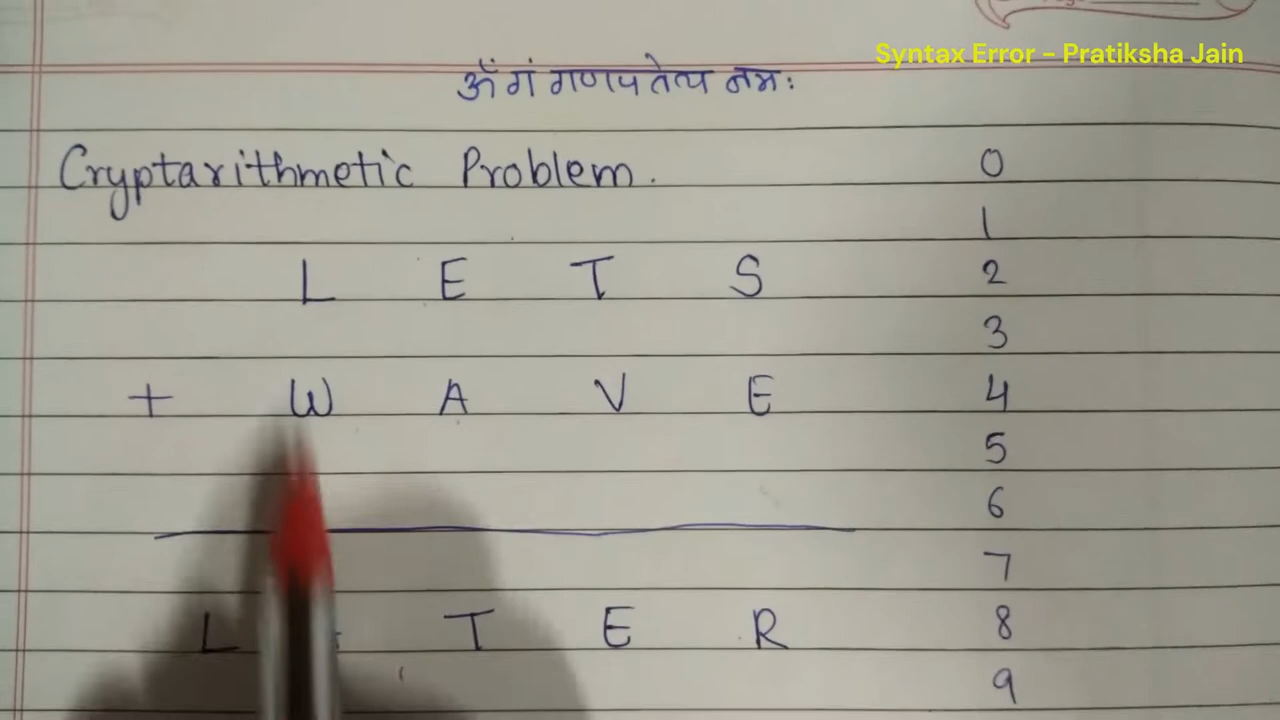 Syntax Error - Pratiksha Jain
ॐ गं गणपतेय नमः
Cryptarithmetic Problem.
0
1
L E T S
2
3
+ W A V E
4
5
6
7
L T E R
8
9